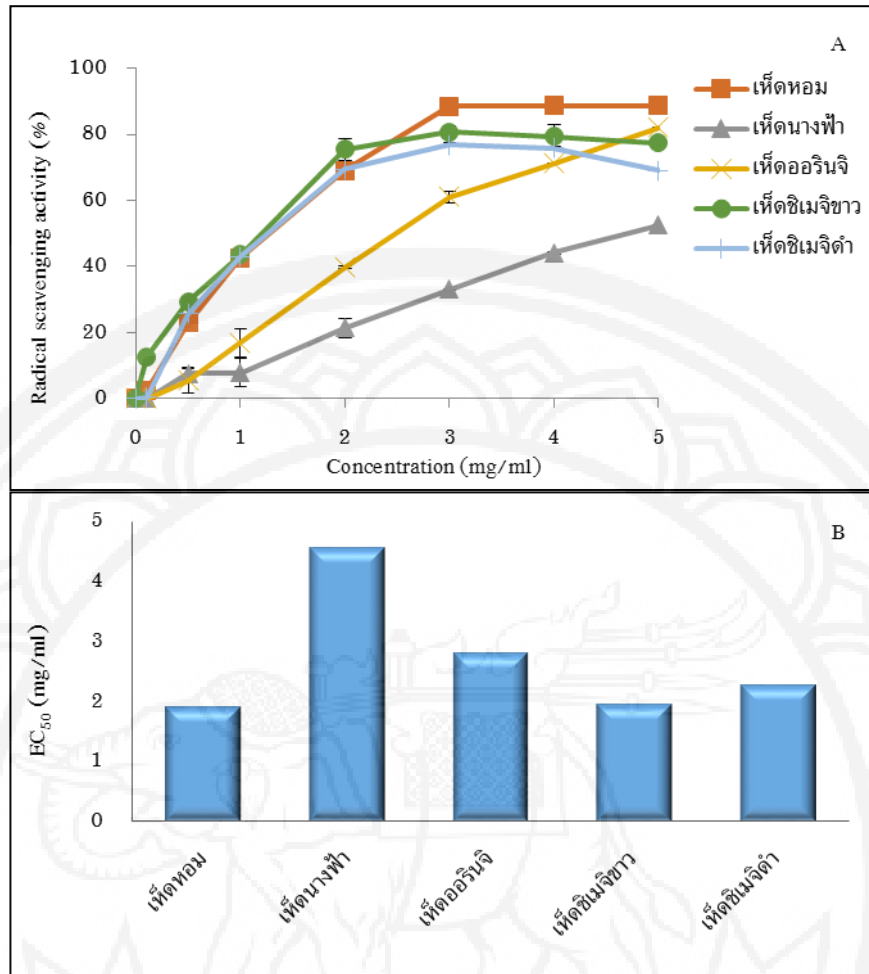 A
Radical scavenging activity (%)
100
80
60
40
20
0
0 1 2 3 4 5
Concentration (mg/ml)
เห็ดหอม
เห็ดนางฟ้า
เห็ดออรินจิ
เห็ดชิเมจิขาว
เห็ดชิเมจิดำ
B
EC₅₀ (mg/ml)
5
4
3
2
1
0
เห็ดหอม
เห็ดนางฟ้า
เห็ดออรินจิ
เห็ดชิเมจิขาว
เห็ดชิเมจิดำ